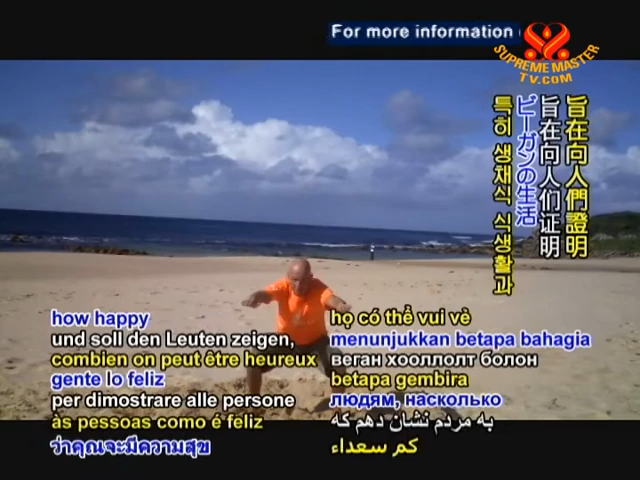 For more information
SUPREME MASTER
TV.COM
旨在向人們證明
旨在向人们证明
ビーガンの生活
특히 생채식 식생활과
how happy
und soll den Leuten zeigen,
combien on peut être heureux
gente lo feliz
per dimostrare alle persone
às pessoas como é feliz
ว่าคุณจะมีความสุข
họ có thể vui vẻ
menunjukkan betapa bahagia
веган хооллолт болон
betapa gembira
людям, насколько
به مردم نشان دهم که
كم سعداء